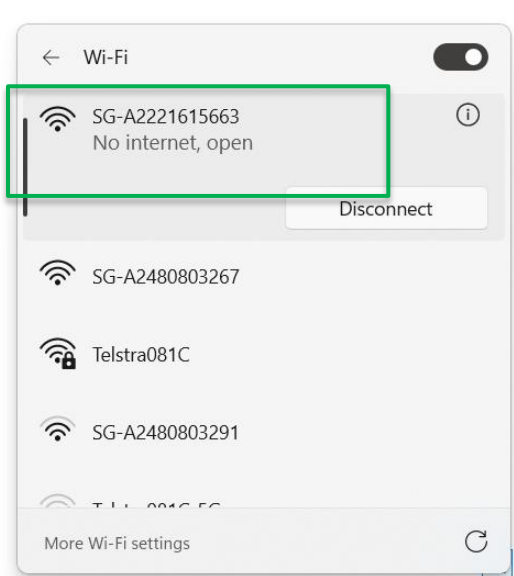 Wi-Fi
SG-A2221615663
No internet, open
Disconnect
SG-A2480803267
Telstra081C
SG-A2480803291
More Wi-Fi settings